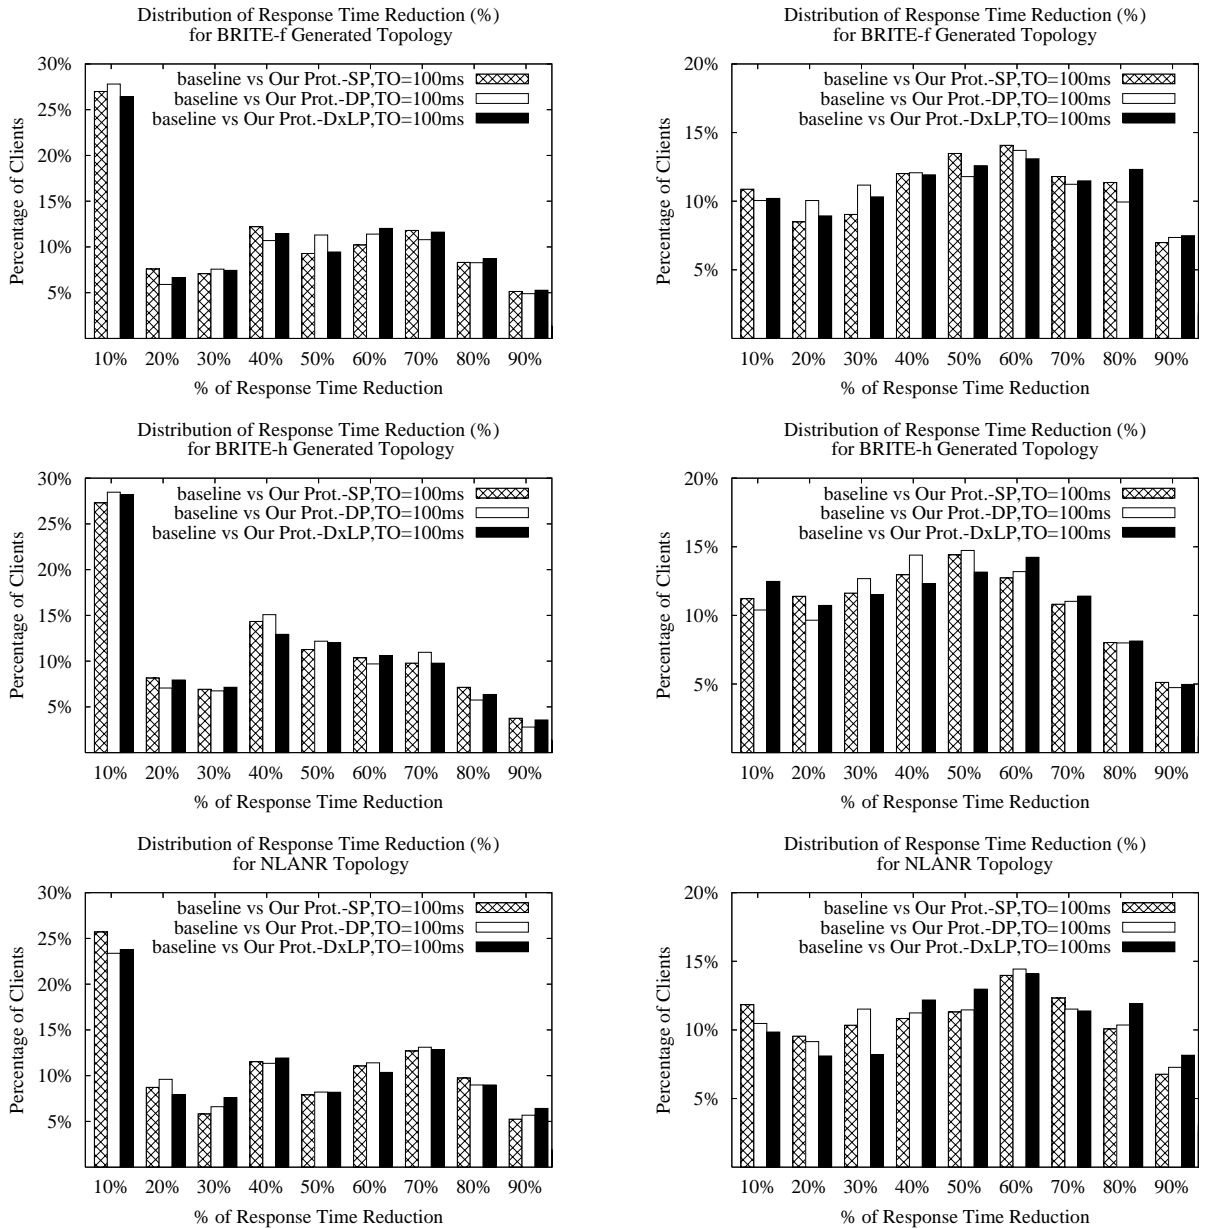 Distribution of Response Time Reduction (%)
for BRITE-f Generated Topology
30%
25%
20%
15%
10%
5%
Percentage of Clients
baseline vs Our Prot.-SP,TO=100ms
baseline vs Our Prot.-DP,TO=100ms
baseline vs Our Prot.-DxLP,TO=100ms
10% 20% 30% 40% 50% 60% 70% 80% 90%
% of Response Time Reduction
Distribution of Response Time Reduction (%)
for BRITE-f Generated Topology
20%
15%
10%
5%
Percentage of Clients
baseline vs Our Prot.-SP,TO=100ms
baseline vs Our Prot.-DP,TO=100ms
baseline vs Our Prot.-DxLP,TO=100ms
10% 20% 30% 40% 50% 60% 70% 80% 90%
% of Response Time Reduction
Distribution of Response Time Reduction (%)
for BRITE-h Generated Topology
30%
25%
20%
15%
10%
5%
Percentage of Clients
baseline vs Our Prot.-SP,TO=100ms
baseline vs Our Prot.-DP,TO=100ms
baseline vs Our Prot.-DxLP,TO=100ms
10% 20% 30% 40% 50% 60% 70% 80% 90%
% of Response Time Reduction
Distribution of Response Time Reduction (%)
for BRITE-h Generated Topology
20%
15%
10%
5%
Percentage of Clients
baseline vs Our Prot.-SP,TO=100ms
baseline vs Our Prot.-DP,TO=100ms
baseline vs Our Prot.-DxLP,TO=100ms
10% 20% 30% 40% 50% 60% 70% 80% 90%
% of Response Time Reduction
Distribution of Response Time Reduction (%)
for NLANR Topology
30%
25%
20%
15%
10%
5%
Percentage of Clients
baseline vs Our Prot.-SP,TO=100ms
baseline vs Our Prot.-DP,TO=100ms
baseline vs Our Prot.-DxLP,TO=100ms
10% 20% 30% 40% 50% 60% 70% 80% 90%
% of Response Time Reduction
Distribution of Response Time Reduction (%)
for NLANR Topology
20%
15%
10%
5%
Percentage of Clients
baseline vs Our Prot.-SP,TO=100ms
baseline vs Our Prot.-DP,TO=100ms
baseline vs Our Prot.-DxLP,TO=100ms
10% 20% 30% 40% 50% 60% 70% 80% 90%
% of Response Time Reduction